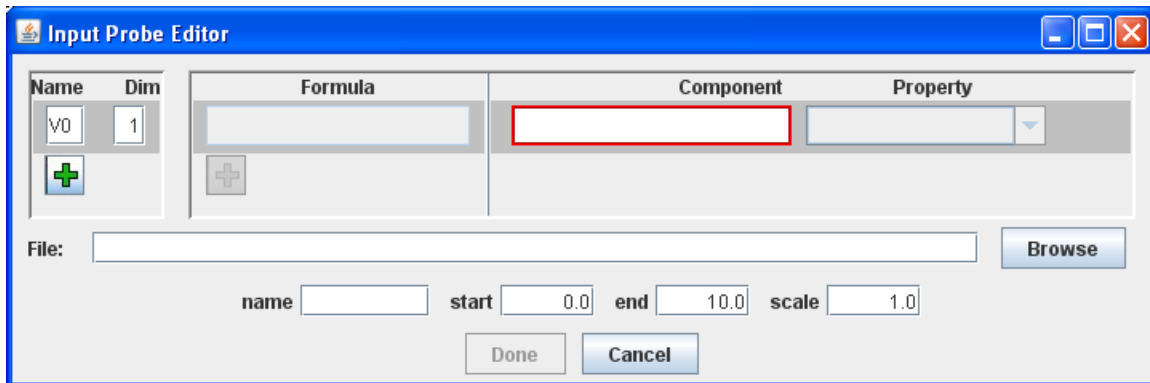 Input Probe Editor
Name Dim Formula Component Property
V0 1
File: Browse
name start 0.0 end 10.0 scale 1.0
Done Cancel